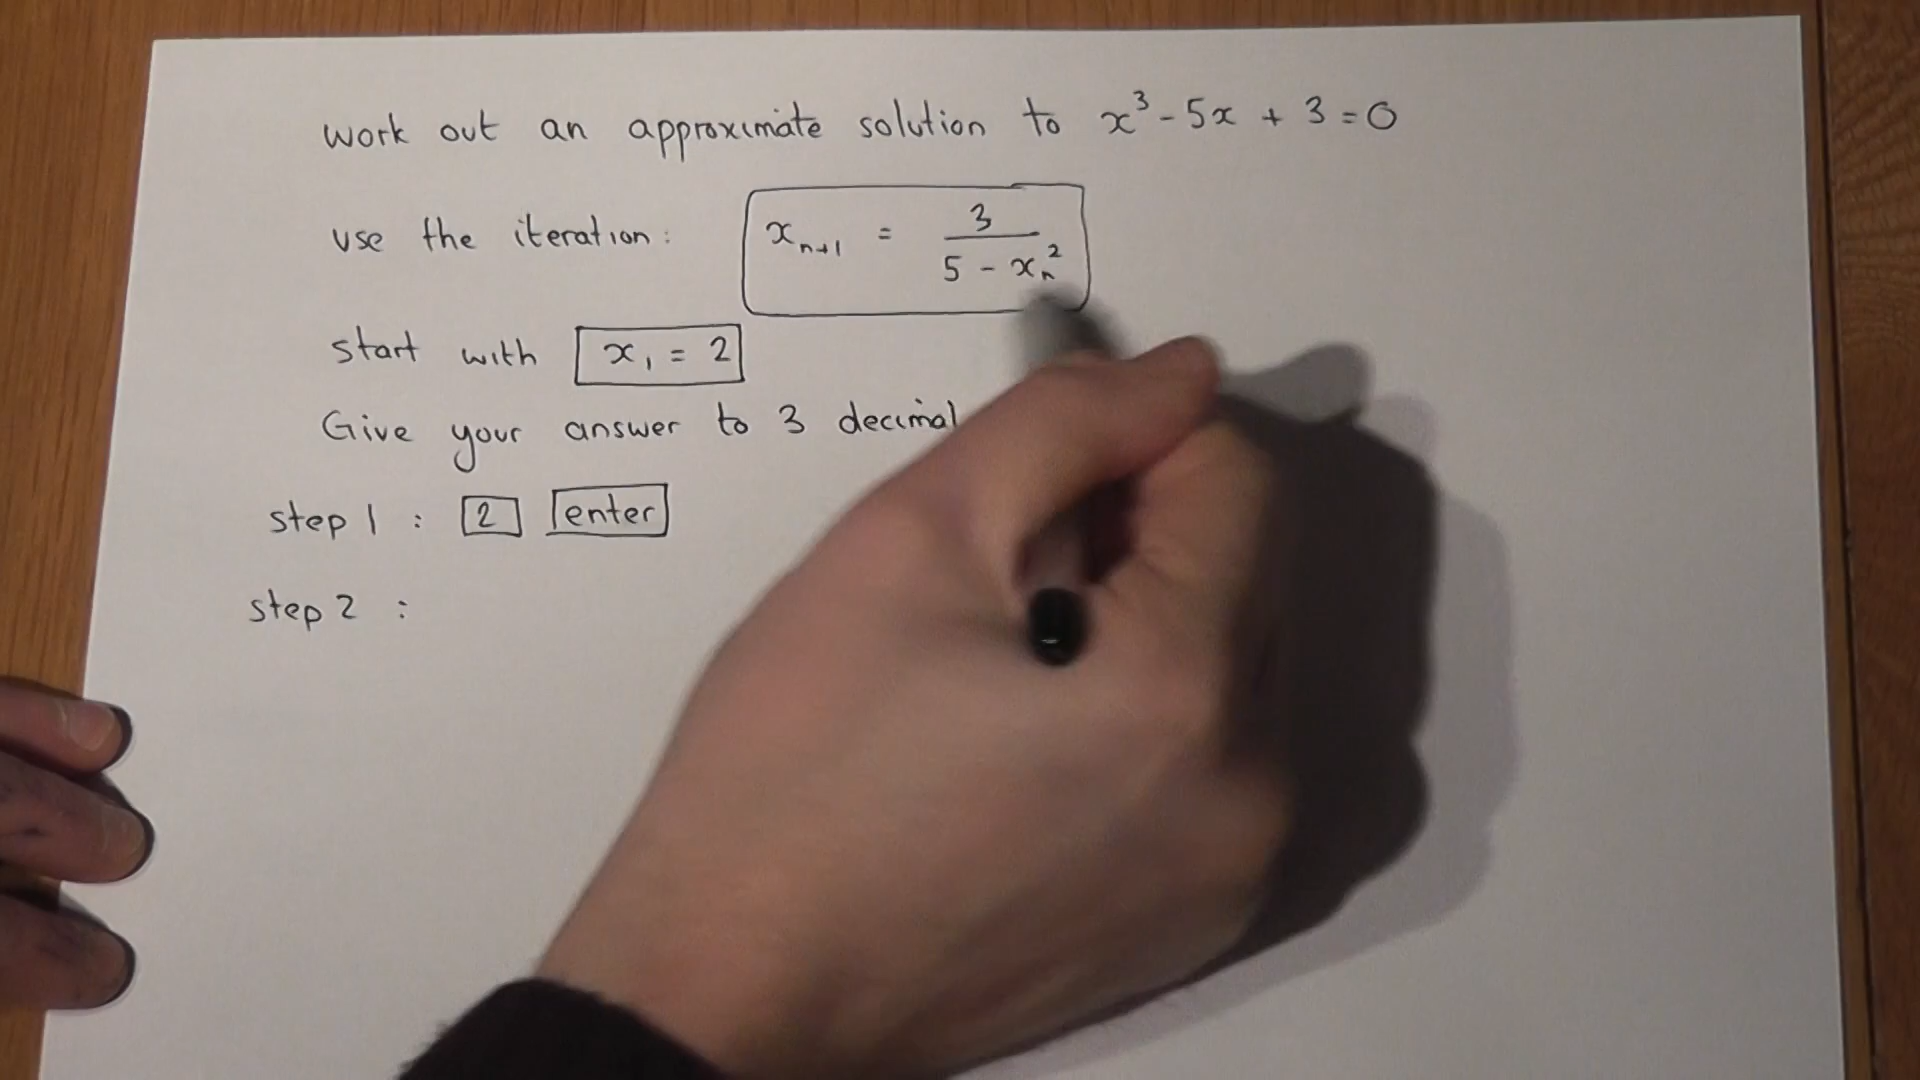 work out an approximate solution to x³ - 5x + 3 = 0
use the iteration: xₙ₊₁ = 3 / (5 - xₙ²)
start with x₁ = 2
Give your answer to 3 decimal
step 1 : 2 enter
step 2 :